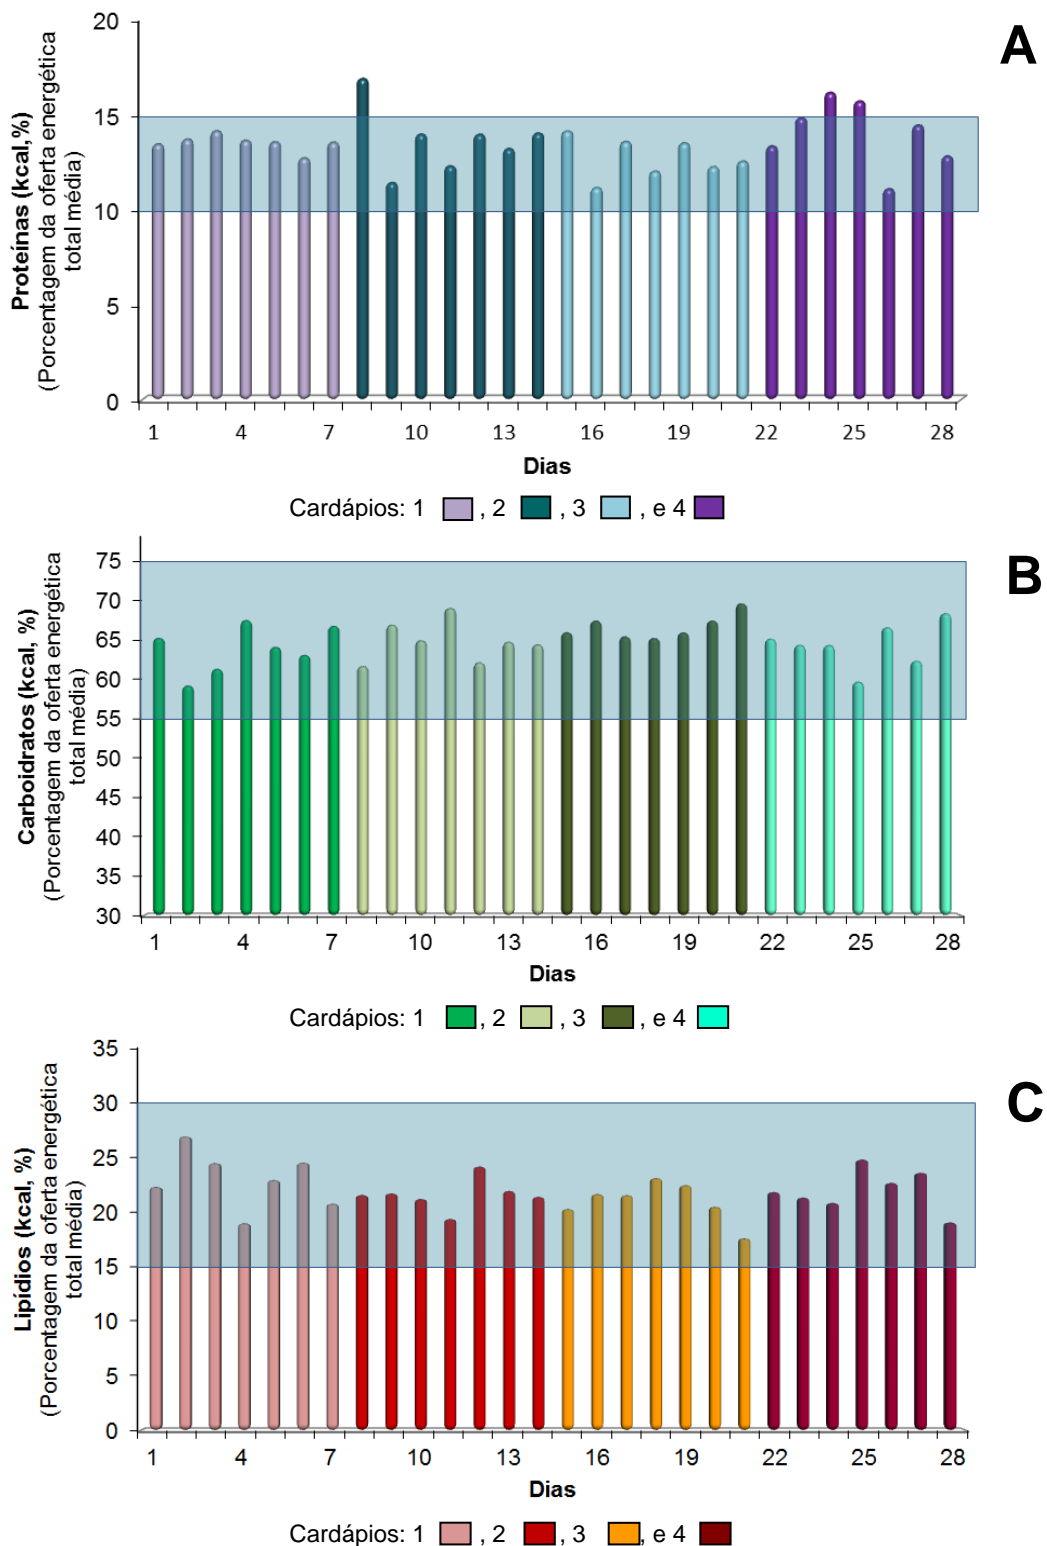 A
Proteínas (kcal,%)
(Porcentagem da oferta energética
total média)
20
15
10
5
0
1 4 7 10 13 16 19 22 25 28
Dias
Cardápios: 1 , 2 , 3 , e 4
B
Carboidratos (kcal, %)
(Porcentagem da oferta energética
total média)
75
70
65
60
55
50
45
40
35
30
1 4 7 10 13 16 19 22 25 28
Dias
Cardápios: 1 , 2 , 3 , e 4
C
Lipídios (kcal, %)
(Porcentagem da oferta energética
total média)
35
30
25
20
15
10
5
0
1 4 7 10 13 16 19 22 25 28
Dias
Cardápios: 1 , 2 , 3 , e 4